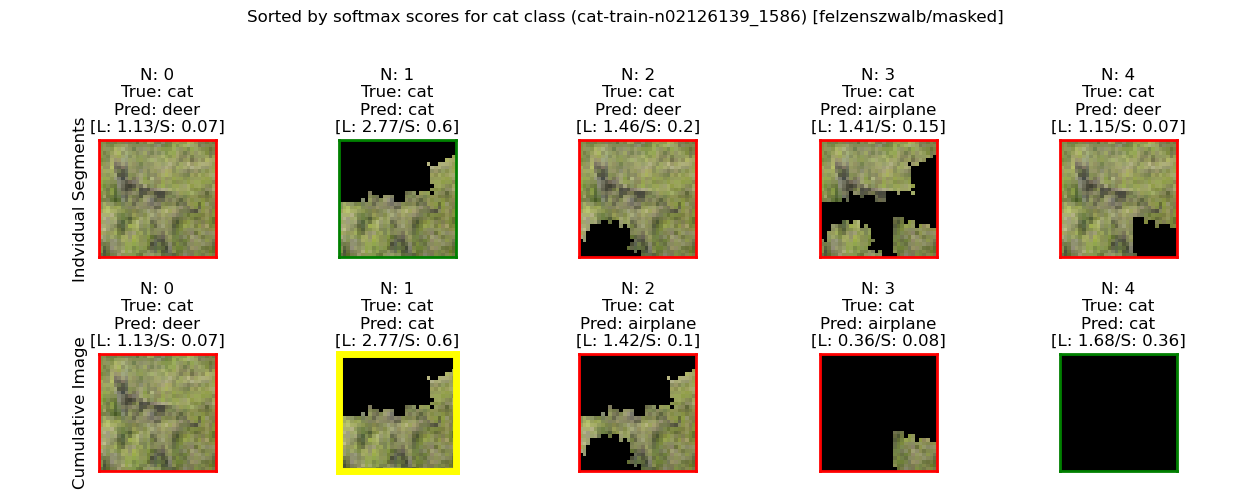 Sorted by softmax scores for cat class (cat-train-n02126139_1586) [felzenszwalb/masked]
Indvidual Segments
N: 0
True: cat
Pred: deer
[L: 1.13/S: 0.07]
N: 1
True: cat
Pred: cat
[L: 2.77/S: 0.6]
N: 2
True: cat
Pred: deer
[L: 1.46/S: 0.2]
N: 3
True: cat
Pred: airplane
[L: 1.41/S: 0.15]
N: 4
True: cat
Pred: deer
[L: 1.15/S: 0.07]
Cumulative Image
N: 0
True: cat
Pred: deer
[L: 1.13/S: 0.07]
N: 1
True: cat
Pred: cat
[L: 2.77/S: 0.6]
N: 2
True: cat
Pred: airplane
[L: 1.42/S: 0.1]
N: 3
True: cat
Pred: airplane
[L: 0.36/S: 0.08]
N: 4
True: cat
Pred: cat
[L: 1.68/S: 0.36]